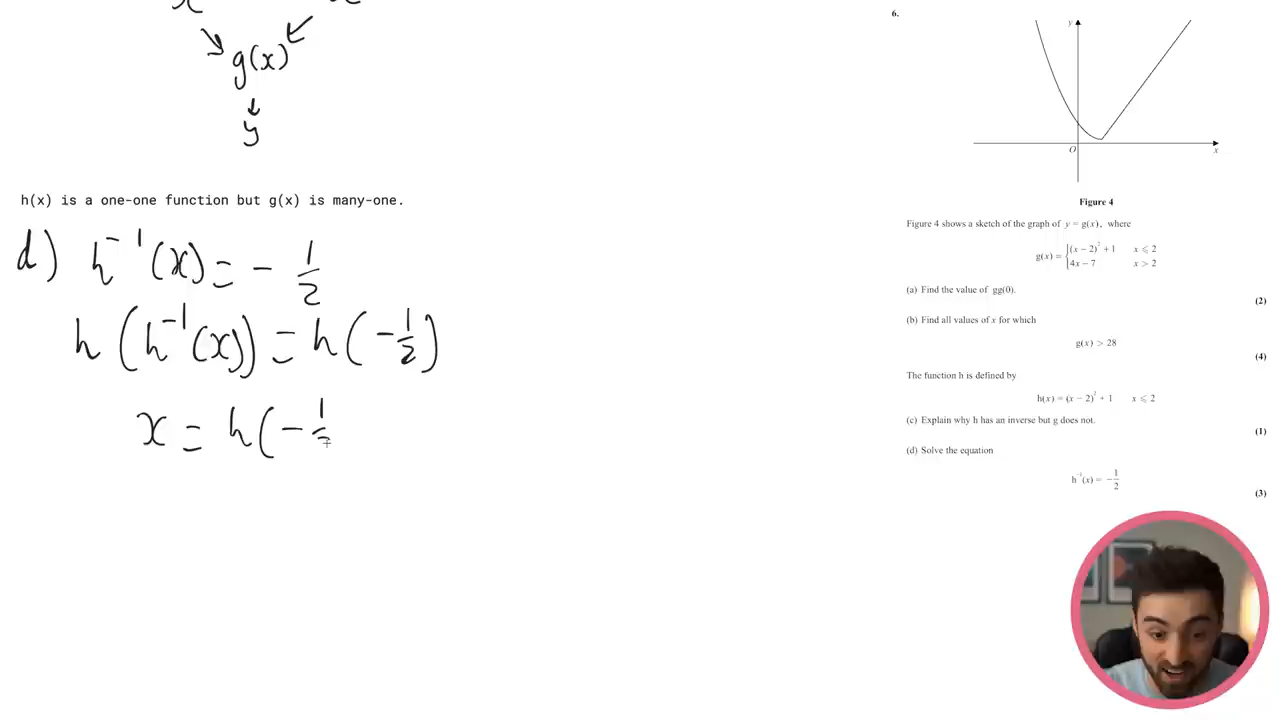 x x
g(x)
y
h(x) is a one-one function but g(x) is many-one.
d) h⁻¹(x) = - 1/2
h(h⁻¹(x)) = h(-1/2)
x = h(-1/2
6.
y
O
x
Figure 4
Figure 4 shows a sketch of the graph of y = g(x), where
g(x) = { (x − 2)² + 1 x ⩽ 2
4x − 7 x > 2
(a) Find the value of gg(0).
(2)
(b) Find all values of x for which
g(x) > 28
(4)
The function h is defined by
h(x) = (x − 2)² + 1 x ⩽ 2
(c) Explain why h has an inverse but g does not.
(1)
(d) Solve the equation
h⁻¹(x) = −1/2
(3)